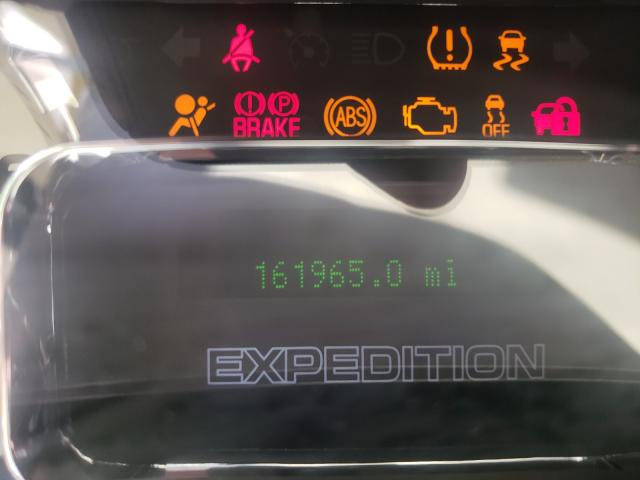 P
BRAKE
ABS
OFF
161965.0 mi
EXPEDITION